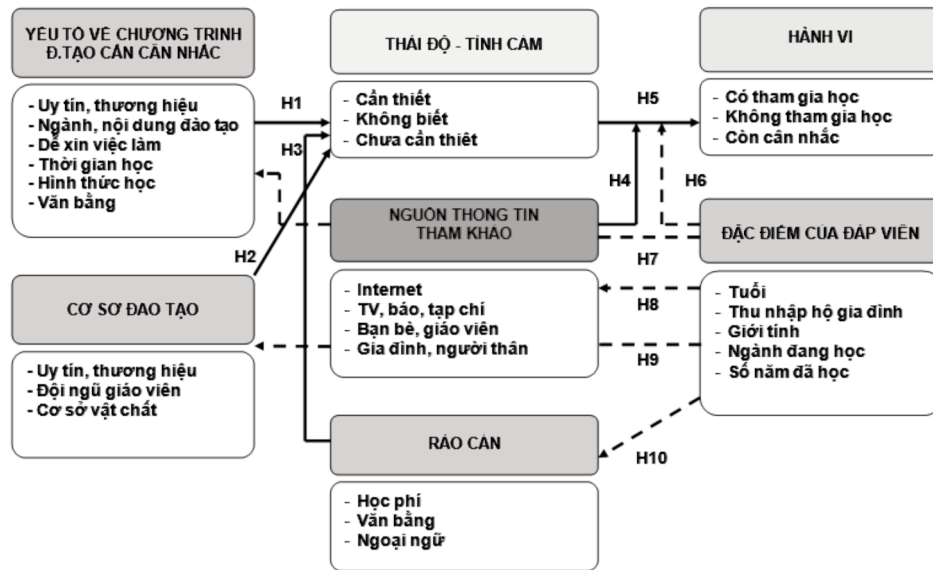 YẾU TỐ VỀ CHƯƠNG TRINH
Đ.TẠO CẦN CÂN NHẮC
- Uy tín, thương hiệu
- Ngành, nội dung đào tạo
- Dễ xin việc làm
- Thời gian học
- Hình thức học
- Văn bằng
H1
THÁI ĐỘ - TÌNH CẢM
- Cần thiết
- Không biết
- Chưa cần thiêt
H5
HÀNH VI
- Có tham gia học
- Không tham gia học
- Còn cân nhắc
H3
H4
H6
H2
NGUỒN THONG TIN
THAM KHẢO
- Internet
- TV, báo, tạp chí
- Bạn bè, giáo viên
- Gia đình, người thân
H7
H8
H9
ĐẶC ĐIỂM CỦA ĐÁP VIÊN
- Tuổi
- Thu nhập hộ gia đình
- Giới tính
- Ngành đang học
- Số năm đã học
CƠ SƠ ĐAO TẠO
- Uy tín, thương hiệu
- Đội ngũ giáo viên
- Cơ sở vật chất
RÀO CẢN
- Học phí
- Văn bằng
- Ngoại ngữ
H10